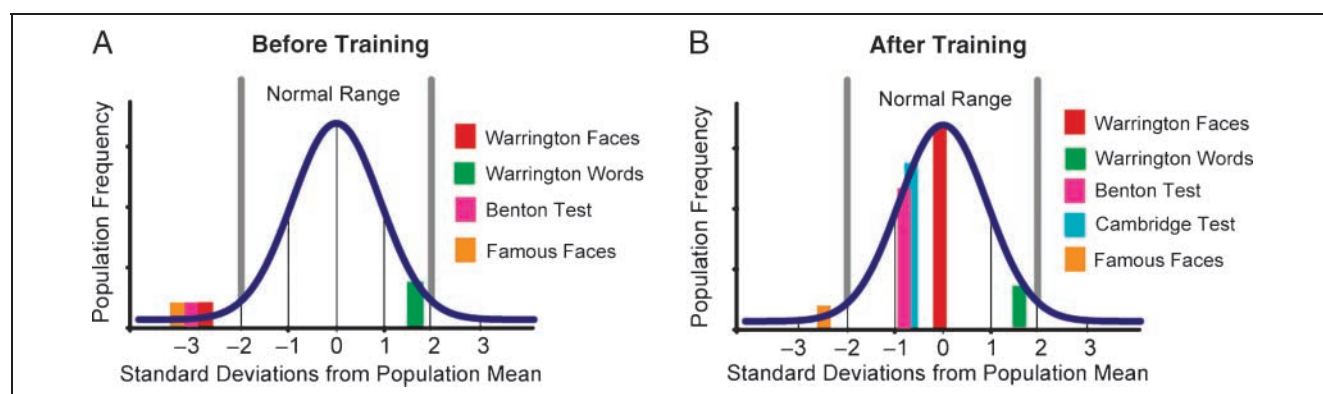 A
Before Training
Population Frequency
Normal Range
Warrington Faces
Warrington Words
Benton Test
Famous Faces
–3 –2 –1 0 1 2 3
Standard Deviations from Population Mean
B
After Training
Population Frequency
Normal Range
Warrington Faces
Warrington Words
Benton Test
Cambridge Test
Famous Faces
–3 –2 –1 0 1 2 3
Standard Deviations from Population Mean